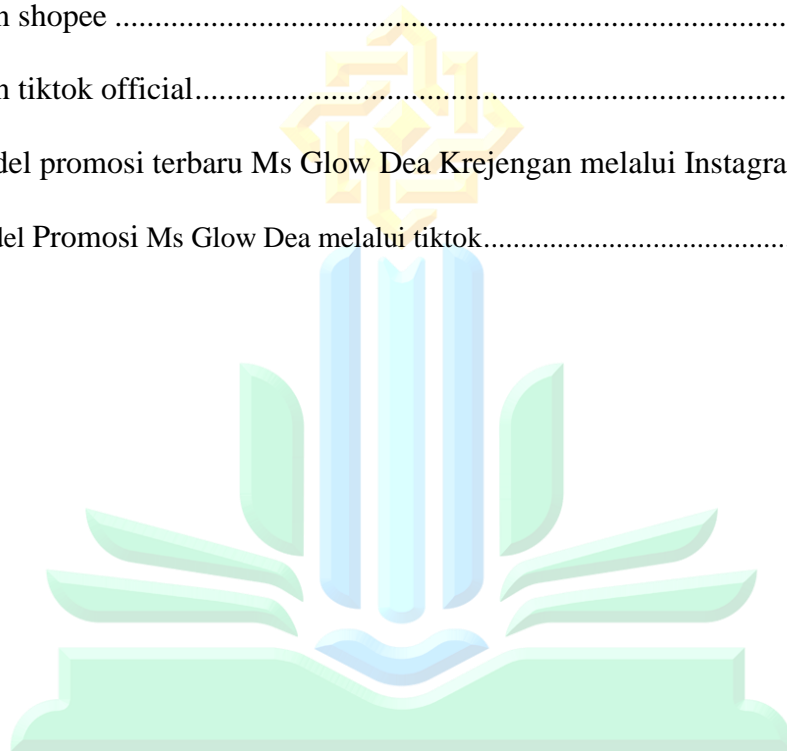 n shopee ..........................................................................................
n tiktok official...............................................................................
del promosi terbaru Ms Glow Dea Krejengan melalui Instagra
del Promosi Ms Glow Dea melalui tiktok..........................................